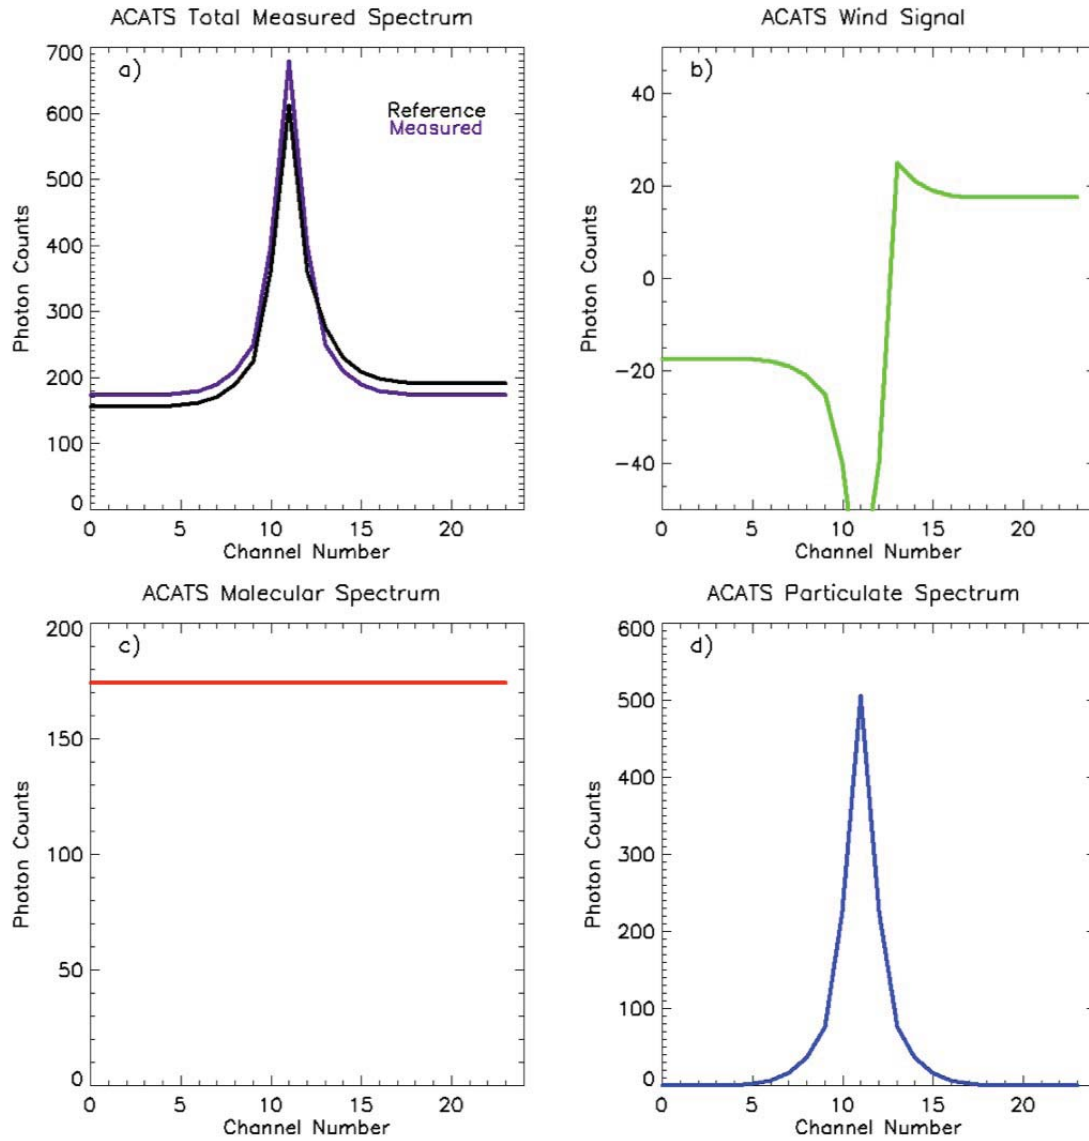 ACATS Total Measured Spectrum
a)
Reference
Measured
Photon Counts
700
600
500
400
300
200
100
0
0 5 10 15 20
Channel Number
ACATS Wind Signal
b)
Photon Counts
40
20
0
-20
-40
0 5 10 15 20
Channel Number
ACATS Molecular Spectrum
c)
Photon Counts
200
150
100
50
0
0 5 10 15 20
Channel Number
ACATS Particulate Spectrum
d)
Photon Counts
600
500
400
300
200
100
0
0 5 10 15 20
Channel Number